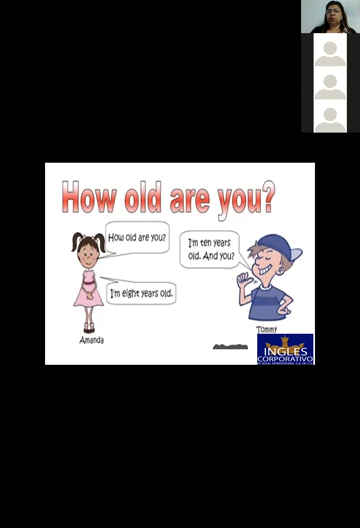 How old are you?
How old are you?
I'm ten years
old. And you?
I'm eight years old.
Amanda
Tommy
INGLES
CORPORATIVO